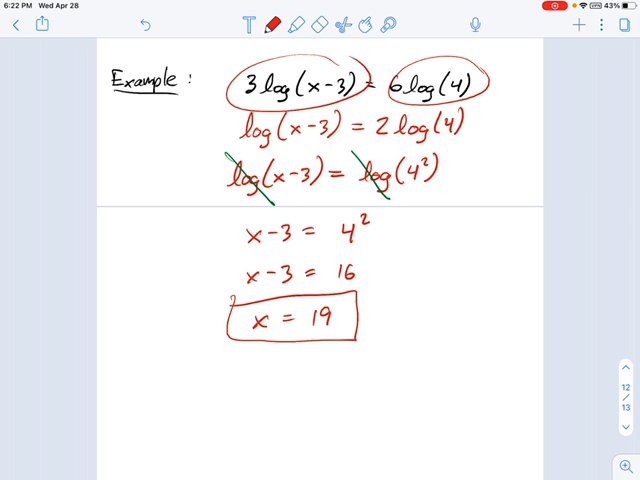 6:22 PM Wed Apr 28
43%
Example : 3 log(x-3) = 6 log(4)
log(x-3) = 2 log(4)
log(x-3) = log(4²)
x-3 = 4²
x-3 = 16
x = 19
12
/
13